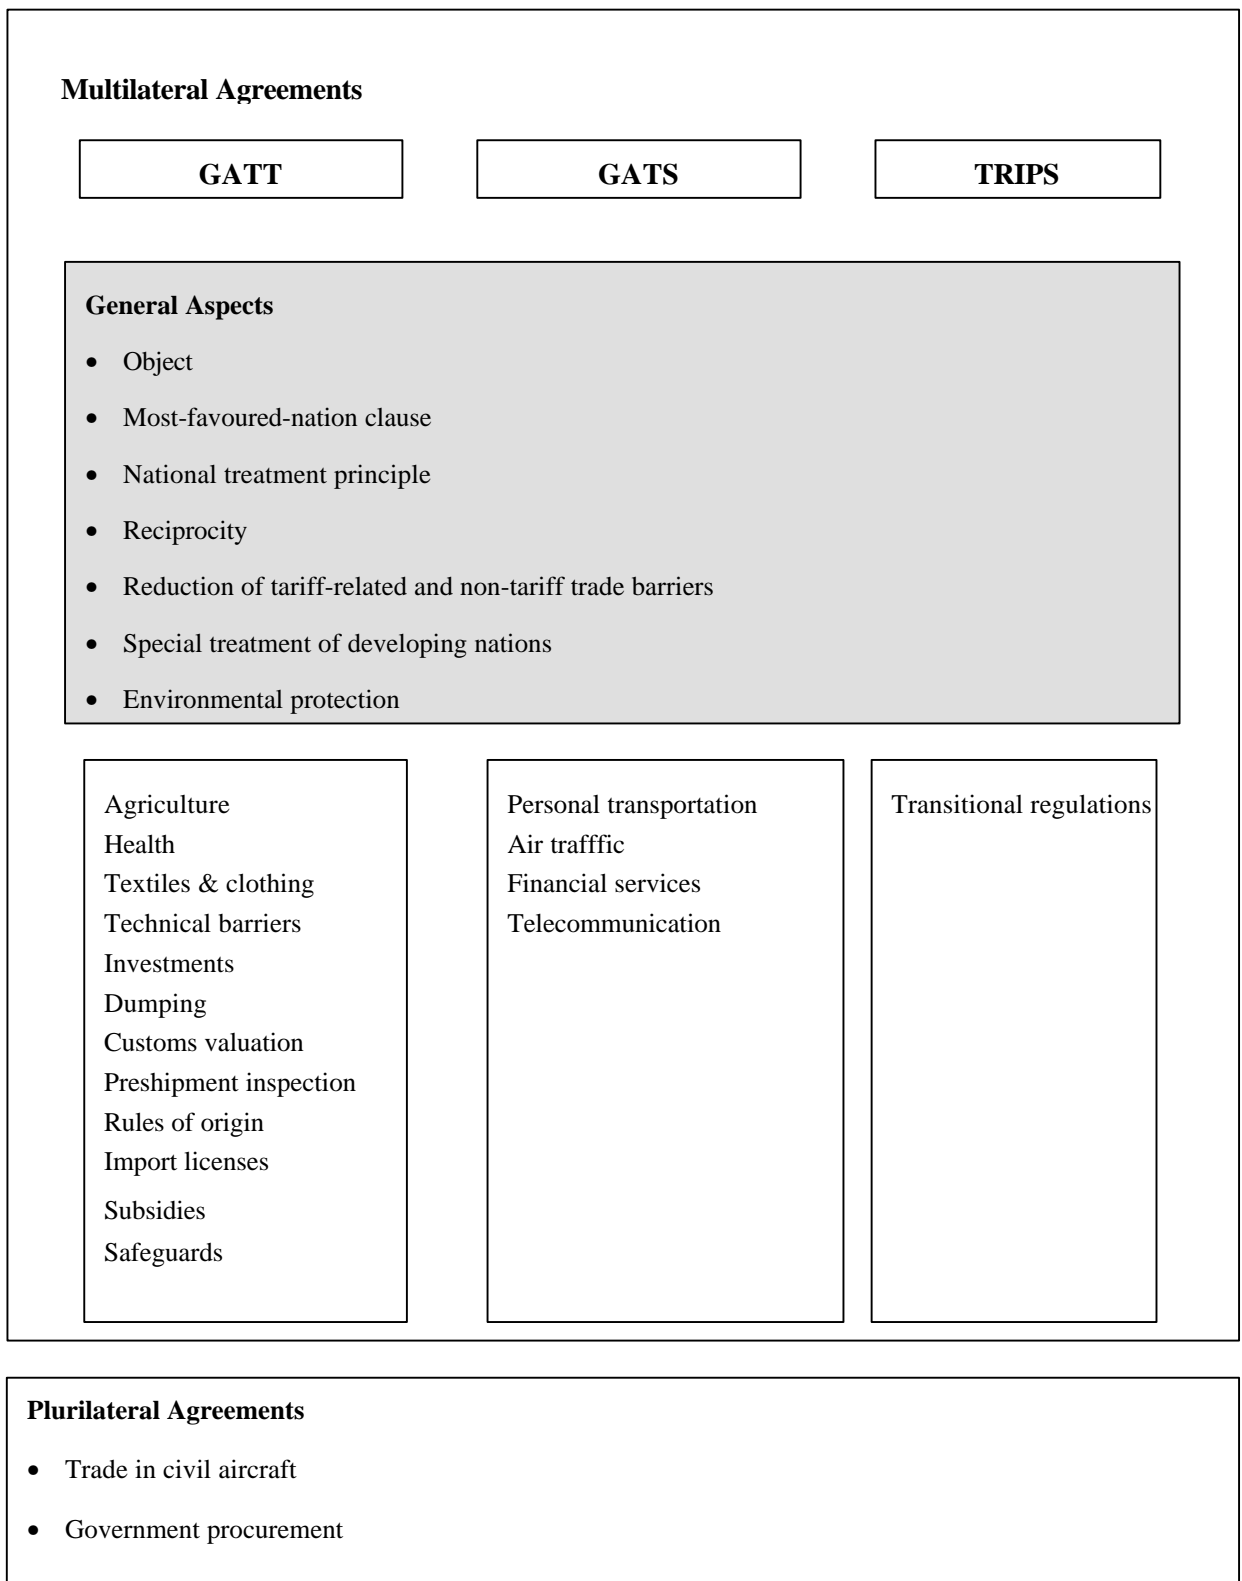 Multilateral Agreements
GATT
GATS
TRIPS
General Aspects
• Object
• Most-favoured-nation clause
• National treatment principle
• Reciprocity
• Reduction of tariff-related and non-tariff trade barriers
• Special treatment of developing nations
• Environmental protection
Agriculture
Health
Textiles & clothing
Technical barriers
Investments
Dumping
Customs valuation
Preshipment inspection
Rules of origin
Import licenses
Subsidies
Safeguards
Personal transportation
Air trafffic
Financial services
Telecommunication
Transitional regulations
Plurilateral Agreements
• Trade in civil aircraft
• Government procurement